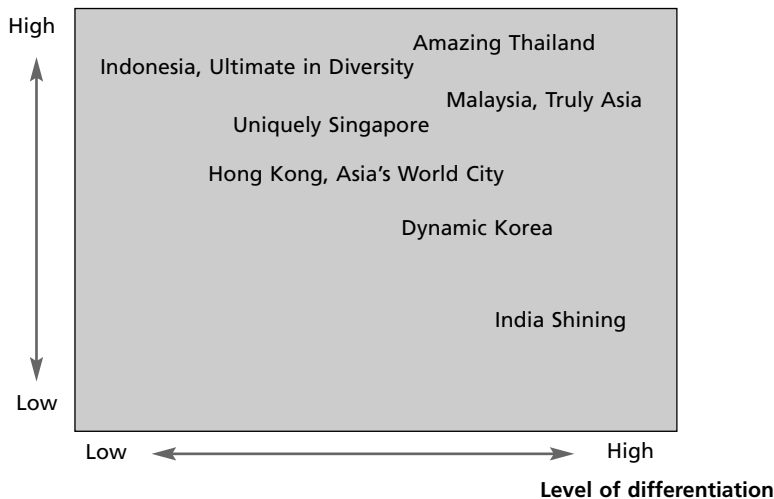 High
Amazing Thailand
Indonesia, Ultimate in Diversity
Malaysia, Truly Asia
Uniquely Singapore
Hong Kong, Asia's World City
Dynamic Korea
India Shining
Low
Low
High
Level of differentiation